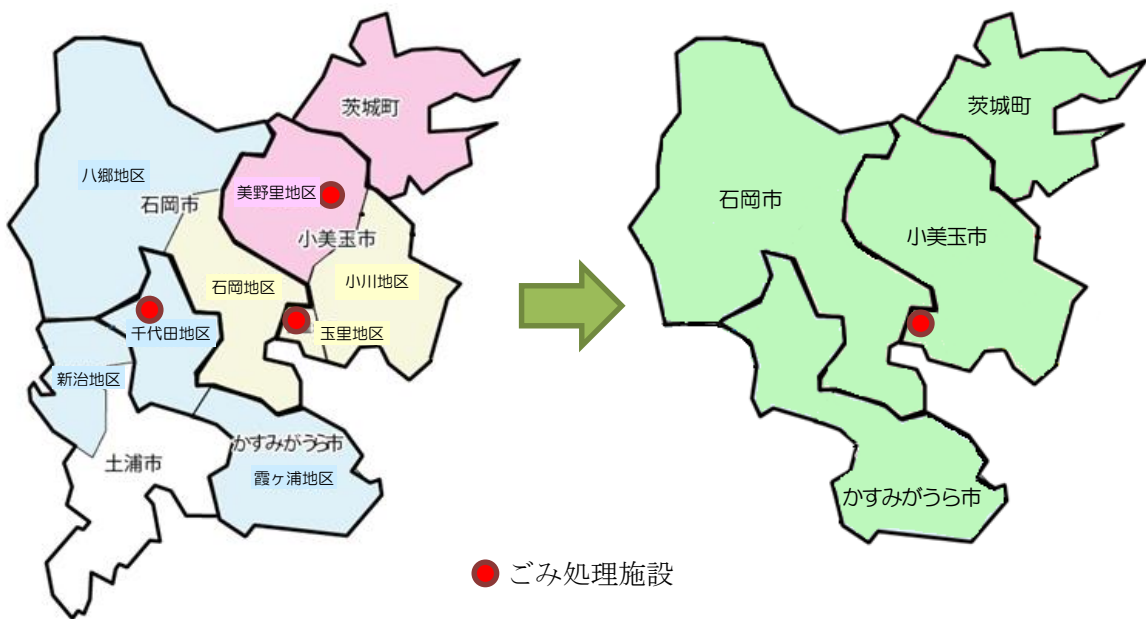 茨城町
八郷地区
美野里地区
石岡市
小美玉市
石岡地区
小川地区
千代田地区
玉里地区
新治地区
かすみがうら市
土浦市
霞ヶ浦地区
茨城町
石岡市
小美玉市
かすみがうら市
ごみ処理施設